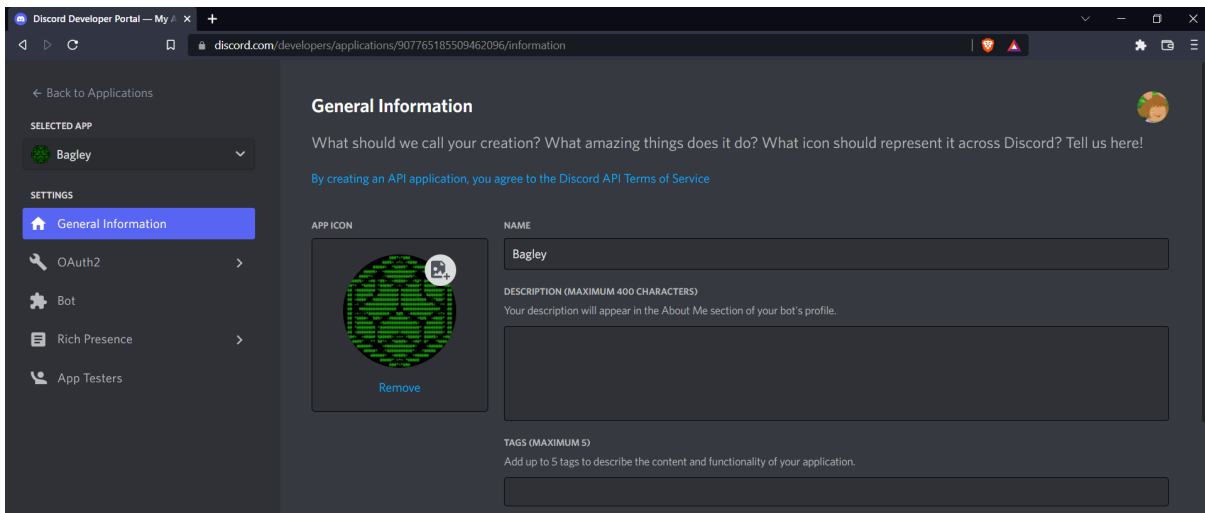 Discord Developer Portal — My A
discord.com/developers/applications/907765185509462096/information
← Back to Applications
SELECTED APP
Bagley
SETTINGS
General Information
OAuth2
Bot
Rich Presence
App Testers
General Information
What should we call your creation? What amazing things does it do? What icon should represent it across Discord? Tell us here!
By creating an API application, you agree to the Discord API Terms of Service
APP ICON
Remove
NAME
Bagley
DESCRIPTION (MAXIMUM 400 CHARACTERS)
Your description will appear in the About Me section of your bot's profile.
TAGS (MAXIMUM 5)
Add up to 5 tags to describe the content and functionality of your application.